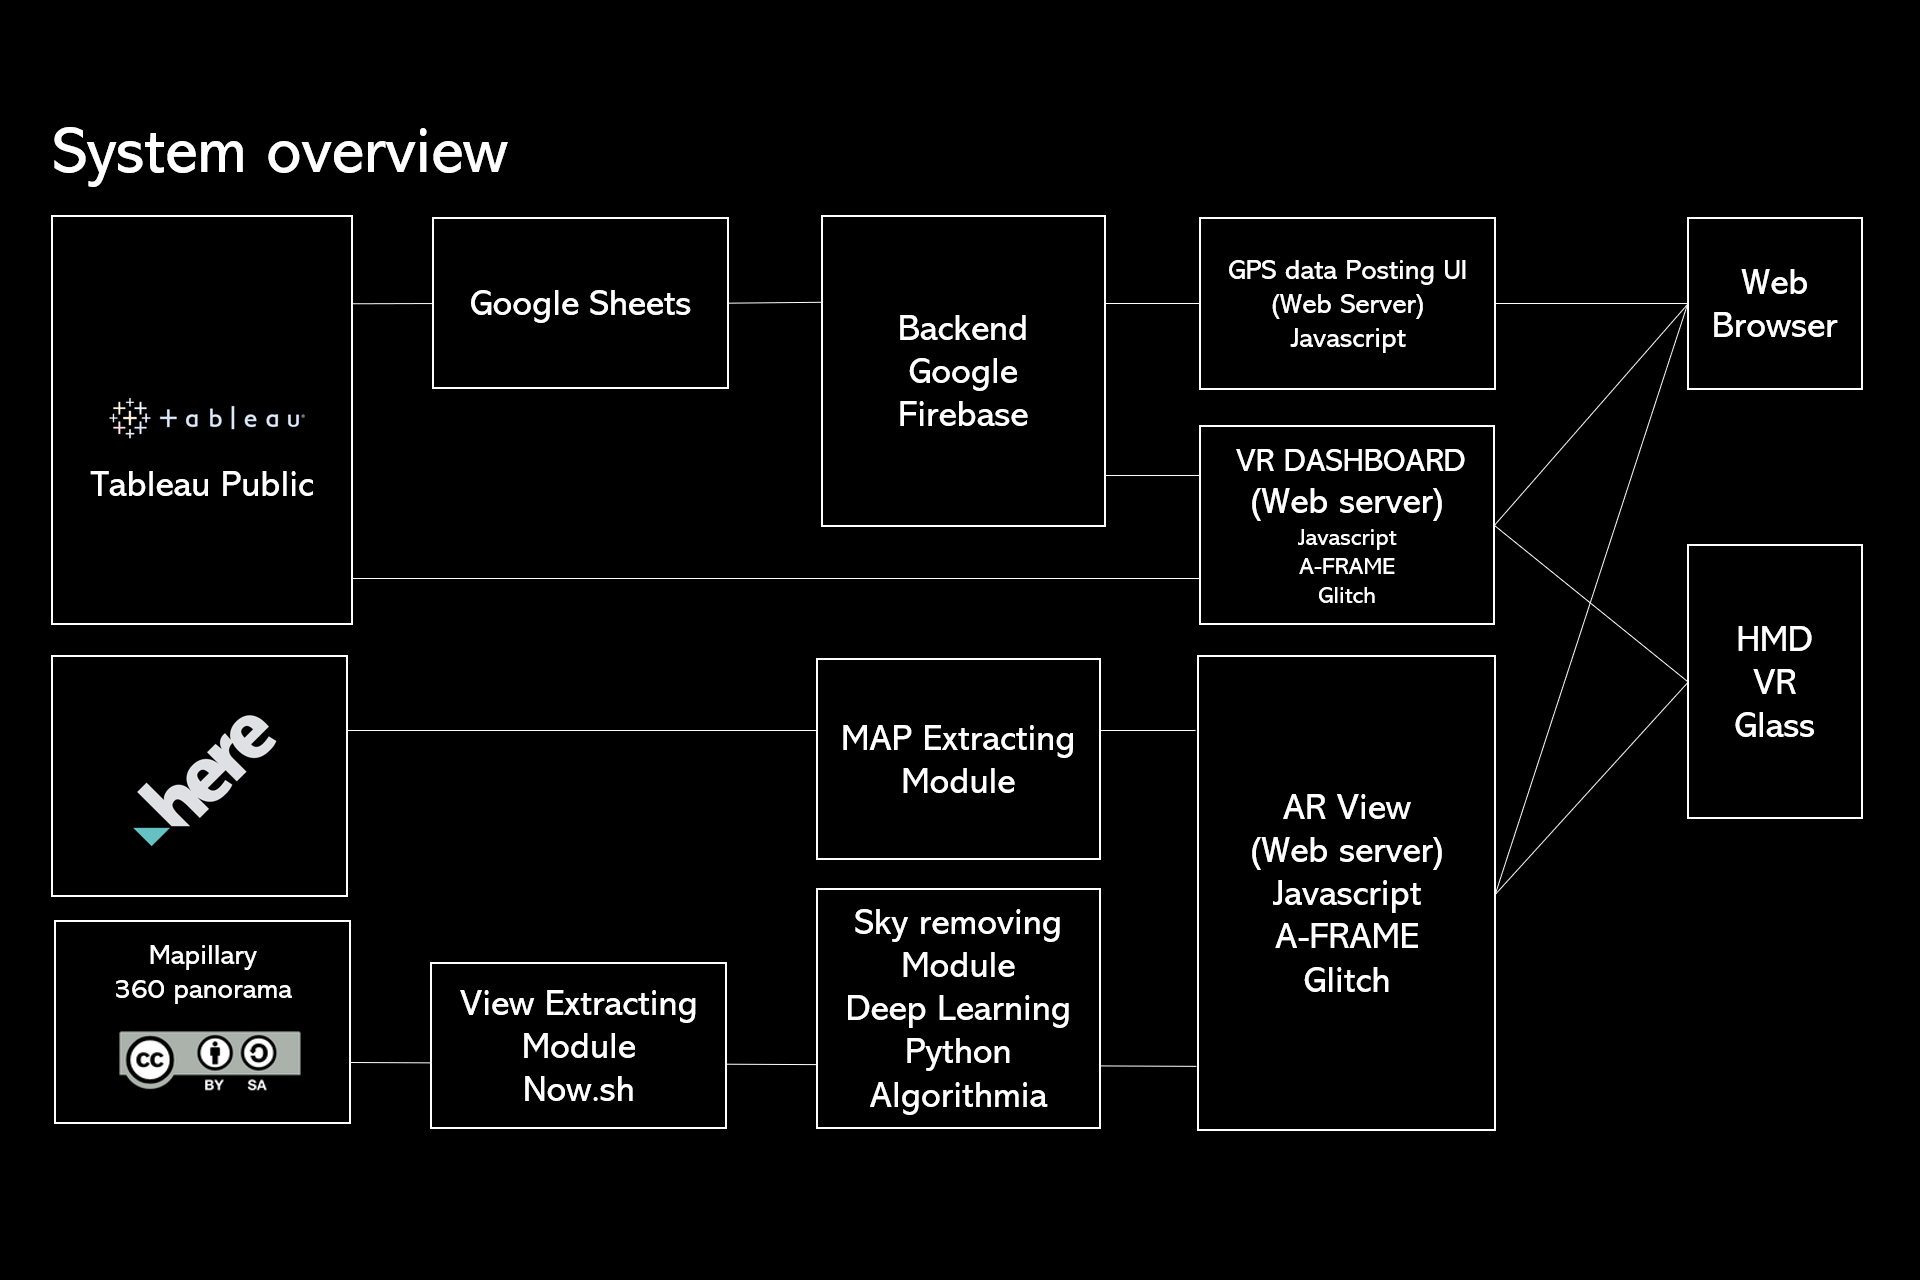 System overview
tableau
Tableau Public
Google Sheets
Backend
Google
Firebase
GPS data Posting UI
(Web Server)
Javascript
Web
Browser
VR DASHBOARD
(Web server)
Javascript
A-FRAME
Glitch
HMD
VR
Glass
here
MAP Extracting
Module
AR View
(Web server)
Javascript
A-FRAME
Glitch
Mapillary
360 panorama
cc
BY SA
View Extracting
Module
Now.sh
Sky removing
Module
Deep Learning
Python
Algorithmia